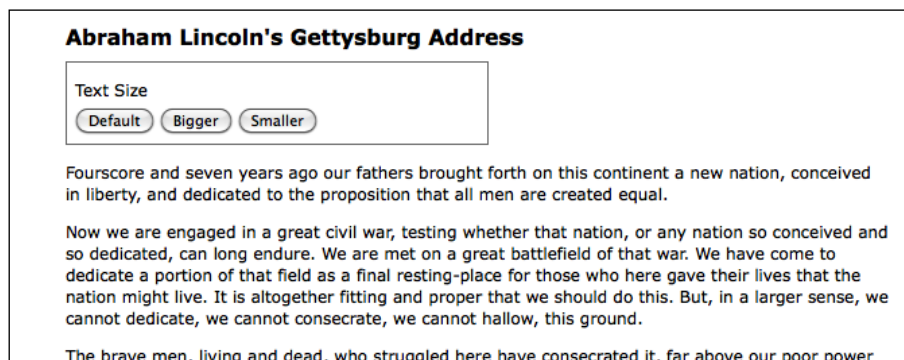 Abraham Lincoln's Gettysburg Address
Text Size
Default Bigger Smaller
Fourscore and seven years ago our fathers brought forth on this continent a new nation, conceived
in liberty, and dedicated to the proposition that all men are created equal.
Now we are engaged in a great civil war, testing whether that nation, or any nation so conceived and
so dedicated, can long endure. We are met on a great battlefield of that war. We have come to
dedicate a portion of that field as a final resting-place for those who here gave their lives that the
nation might live. It is altogether fitting and proper that we should do this. But, in a larger sense, we
cannot dedicate, we cannot consecrate, we cannot hallow, this ground.
The brave men, living and dead, who struggled here have consecrated it, far above our poor power